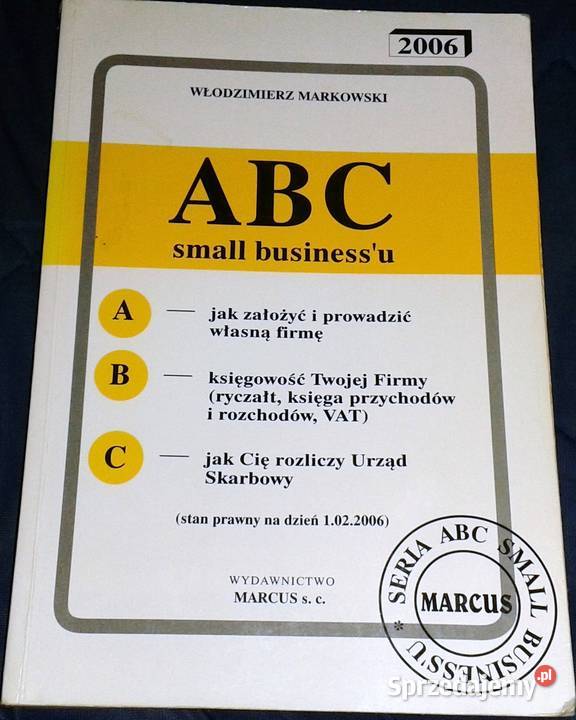 2006
WŁODZIMIERZ MARKOWSKI
ABC
small business'u
A — jak założyć i prowadzić
własną firmę
B — księgowość Twojej Firmy
(ryczałt, księga przychodów
i rozchodów, VAT)
C — jak Cię rozliczy Urząd
Skarbowy
(stan prawny na dzień 1.02.2006)
WYDAWNICTWO
MARCUS s. c.
* SERIA ABC SMALL BUSINESS'U
MARCUS
Sprzedajemy.pl